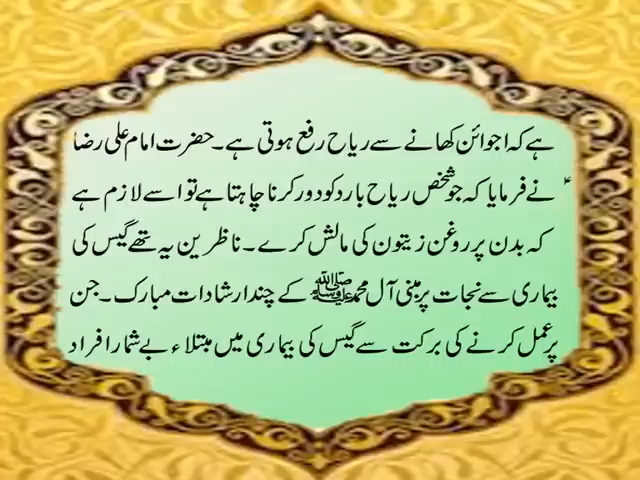 ہے کہ اجوائن کھانے سے ریاح رفع ہوتی ہے۔ حضرت امام علی رضاؑ
نے فرمایا کہ جو شخص ریاح بارد کو دور کرنا چاہتا ہے تو اسے لازم ہے
کہ بدن پر روغن زیتون کی مالش کرے۔ ناظرین یہ تھے گیس کی
بیماری سے نجات پر مبنی آل محمد ﷺ کے چند ارشادات مبارک۔ جن
پر عمل کرنے کی برکت سے گیس کی بیماری میں مبتلاء بے شمار افراد